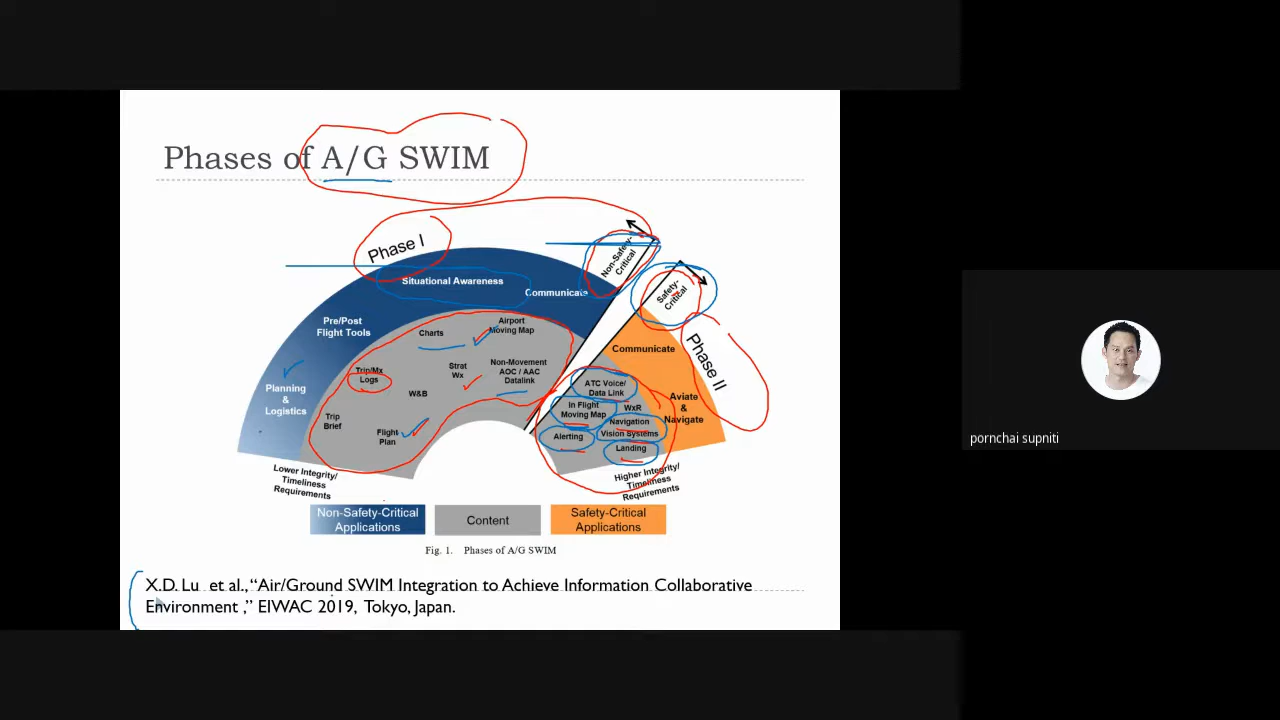 Phases of A/G SWIM
Phase I
Non-Safety-
Critical
Safety-
Critical
Phase II
Situational Awareness
Communicate
Pre/Post
Flight Tools
Planning
&
Logistics
Charts
Airport
Moving Map
Trip/Mx
Logs
Strat
Wx
Non-Movement
AOC / AAC
Datalink
W&B
Trip
Brief
Flight
Plan
Lower Integrity/
Timeliness
Requirements
Communicate
Aviate
&
Navigate
ATC Voice/
Data Link
In Flight
Moving Map
WxR
Navigation
Vision Systems
Alerting
Landing
Higher Integrity/
Timeliness
Requirements
Non-Safety-Critical
Applications
Content
Safety-Critical
Applications
Fig. 1. Phases of A/G SWIM
X.D. Lu et al.,“Air/Ground SWIM Integration to Achieve Information Collaborative
Environment ,” EIWAC 2019, Tokyo, Japan.
pornchai supniti